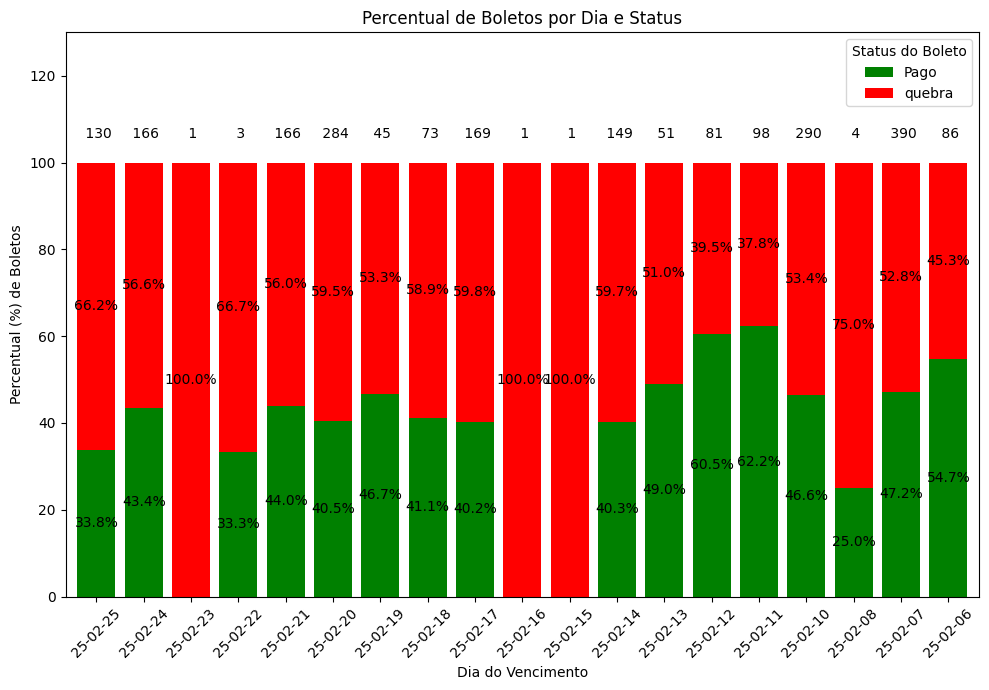 Percentual de Boletos por Dia e Status
Status do Boleto
Pago
quebra
Percentual (%) de Boletos
120
100
80
60
40
20
0
130 166 1 3 166 284 45 73 169 1 1 149 51 81 98 290 4 390 86
66.2% 56.6% 100.0% 66.7% 56.0% 59.5% 53.3% 58.9% 59.8% 100.0% 100.0% 59.7% 51.0% 39.5% 37.8% 53.4% 75.0% 52.8% 45.3%
33.8% 43.4% 33.3% 44.0% 40.5% 46.7% 41.1% 40.2% 40.3% 49.0% 60.5% 62.2% 46.6% 25.0% 47.2% 54.7%
25-02-25 25-02-24 25-02-23 25-02-22 25-02-21 25-02-20 25-02-19 25-02-18 25-02-17 25-02-16 25-02-15 25-02-14 25-02-13 25-02-12 25-02-11 25-02-10 25-02-08 25-02-07 25-02-06
Dia do Vencimento